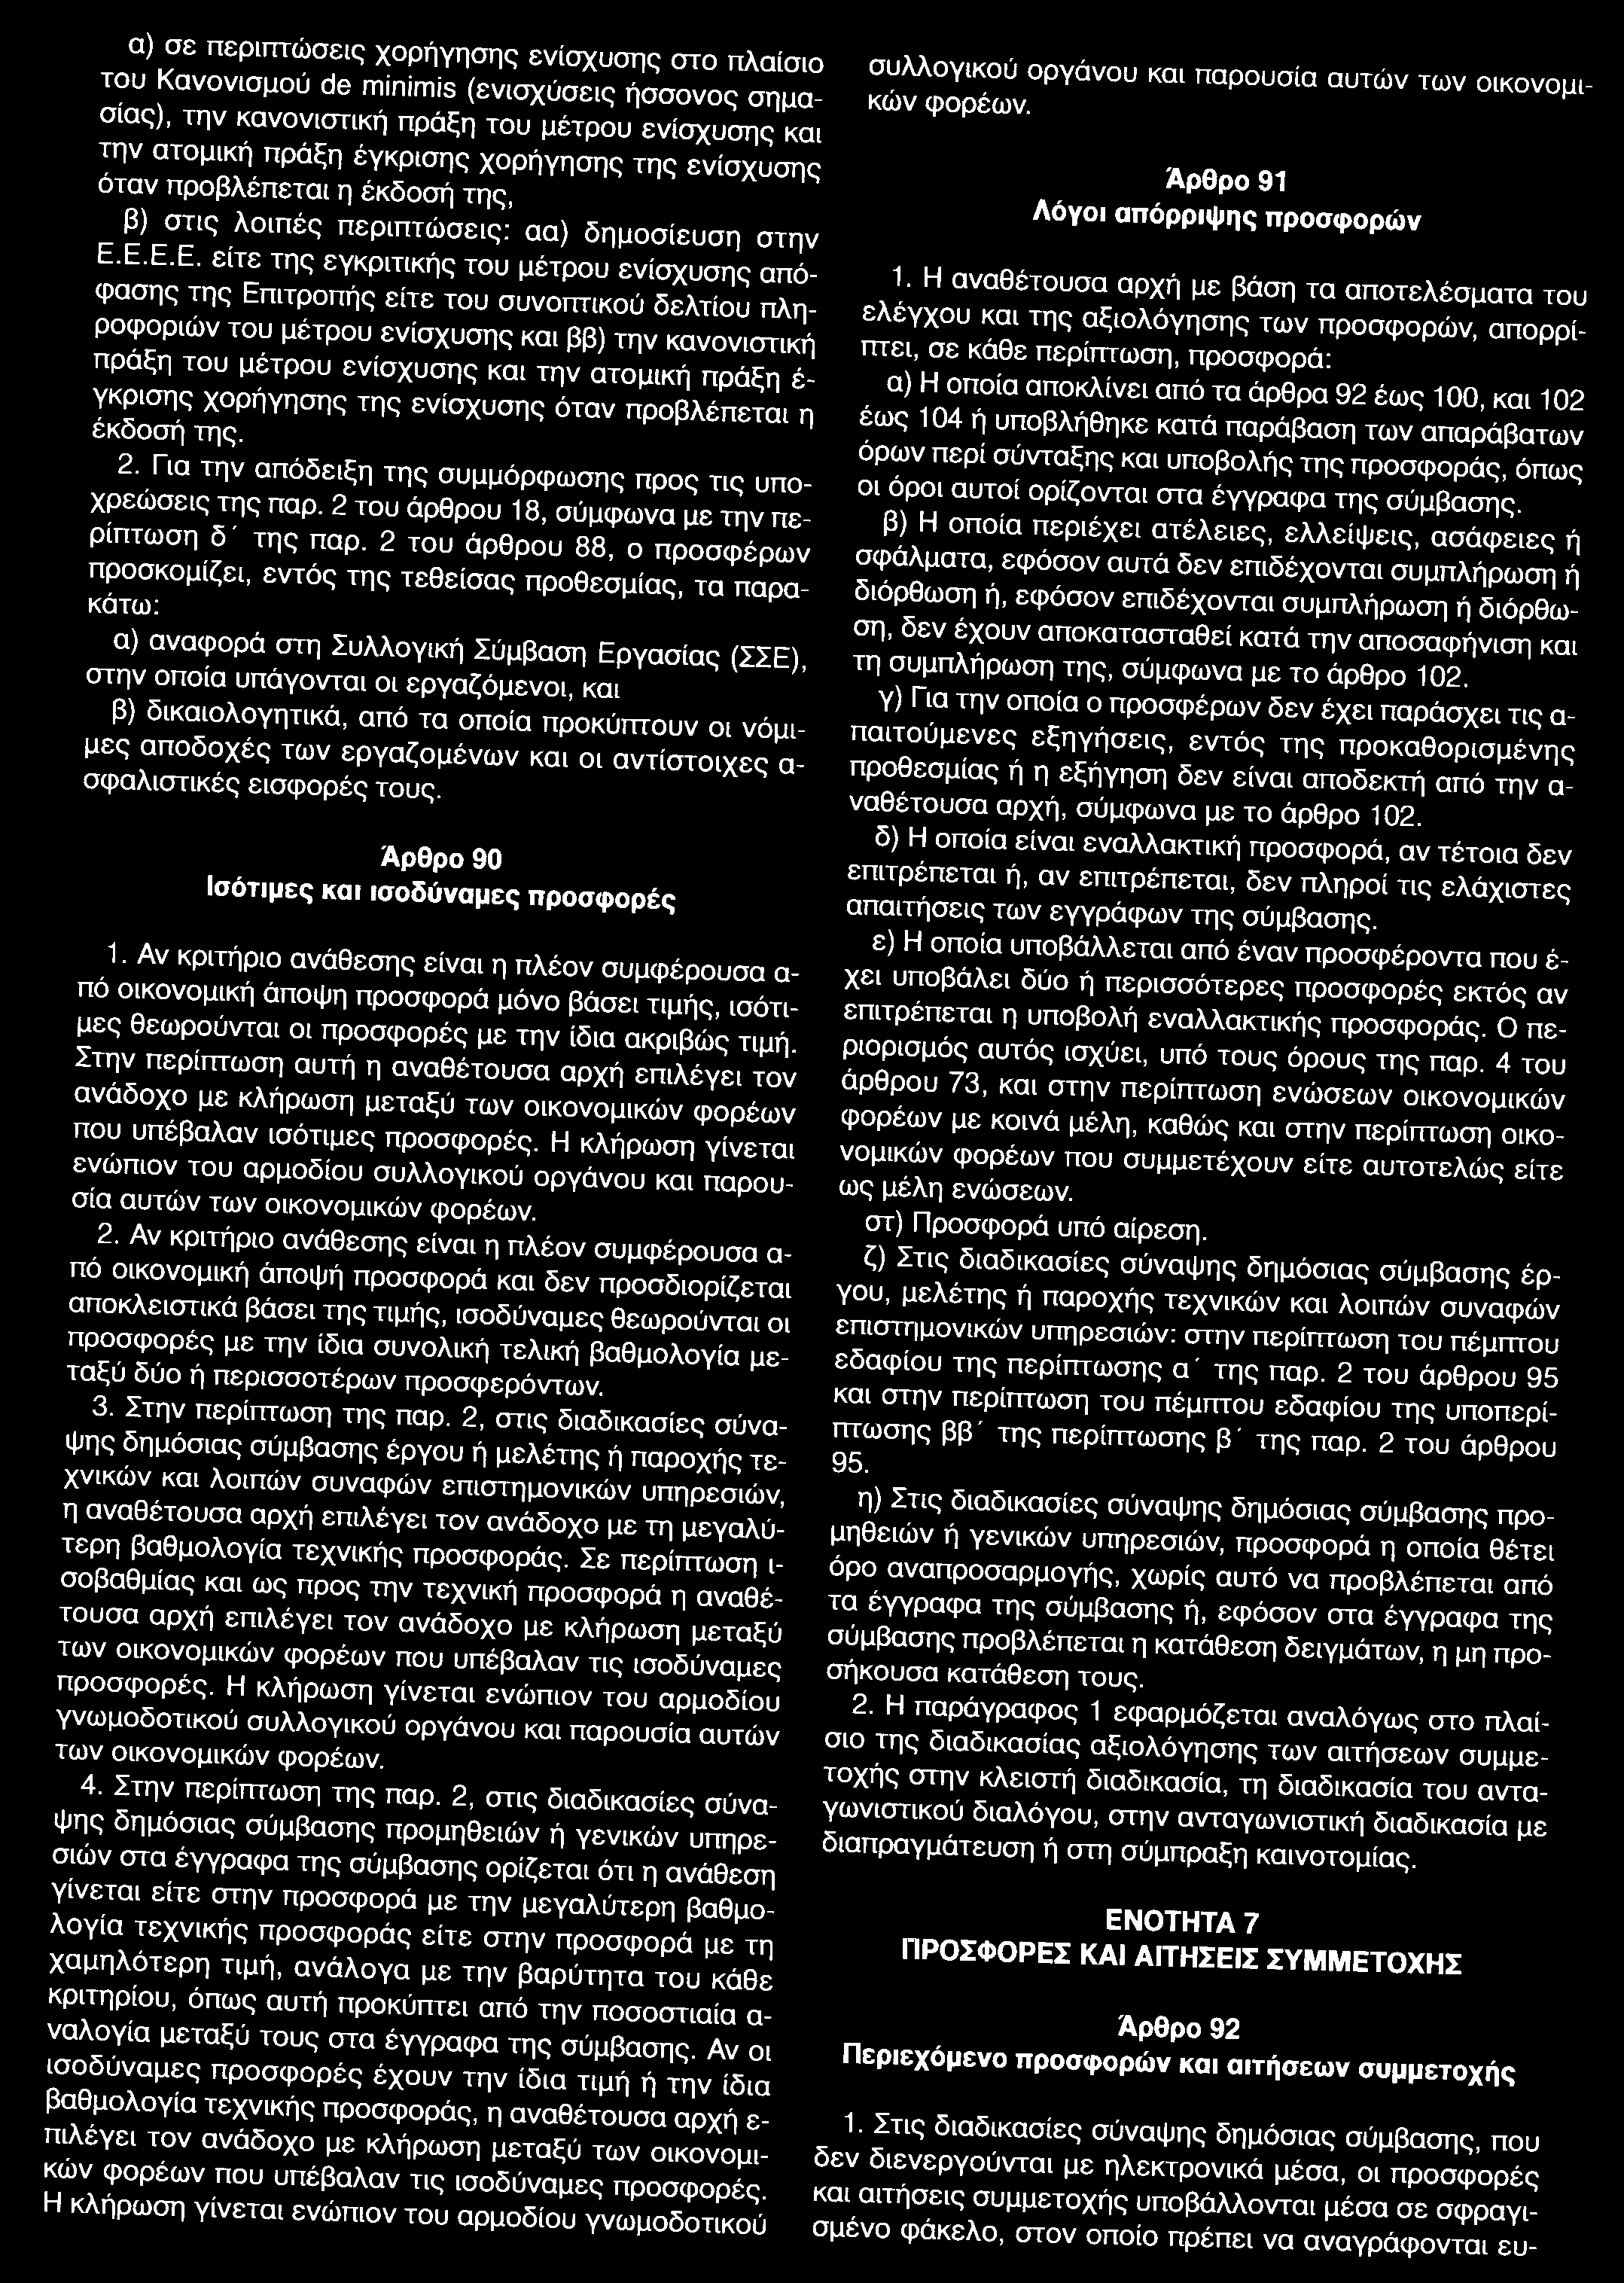 α) σε περιπτώσεις χορήγησης ενίσχυσης στο πλαίσιο
του Κανονισμού de minimis (ενισχύσεις ήσσονος σημα-
σίας), την κανονιστική πράξη του μέτρου ενίσχυσης και
την ατομική πράξη έγκρισης χορήγησης της ενίσχυσης
όταν προβλέπεται η έκδοσή της,
β) στις λοιπές περιπτώσεις: αα) δημοσίευση στην
Ε.Ε.Ε.Ε. είτε της εγκριτικής του μέτρου ενίσχυσης από-
φασης της Επιτροπής είτε του συνοπτικού δελτίου πλη-
ροφοριών του μέτρου ενίσχυσης και ββ) την κανονιστική
πράξη του μέτρου ενίσχυσης και την ατομική πράξη έ-
γκρισης χορήγησης της ενίσχυσης όταν προβλέπεται η
έκδοσή της.
2. Για την απόδειξη της συμμόρφωσης προς τις υπο-
χρεώσεις της παρ. 2 του άρθρου 18, σύμφωνα με την πε-
ρίπτωση δ΄ της παρ. 2 του άρθρου 88, ο προσφέρων
προσκομίζει, εντός της τεθείσας προθεσμίας, τα παρα-
κάτω:
α) αναφορά στη Συλλογική Σύμβαση Εργασίας (ΣΣΕ),
στην οποία υπάγονται οι εργαζόμενοι, και
β) δικαιολογητικά, από τα οποία προκύπτουν οι νόμι-
μες αποδοχές των εργαζομένων και οι αντίστοιχες α-
σφαλιστικές εισφορές τους.
Άρθρο 90
Ισότιμες και ισοδύναμες προσφορές
1. Αν κριτήριο ανάθεσης είναι η πλέον συμφέρουσα α-
πό οικονομική άποψη προσφορά μόνο βάσει τιμής, ισότι-
μες θεωρούνται οι προσφορές με την ίδια ακριβώς τιμή.
Στην περίπτωση αυτή η αναθέτουσα αρχή επιλέγει τον
ανάδοχο με κλήρωση μεταξύ των οικονομικών φορέων
που υπέβαλαν ισότιμες προσφορές. Η κλήρωση γίνεται
ενώπιον του αρμοδίου συλλογικού οργάνου και παρου-
σία αυτών των οικονομικών φορέων.
2. Αν κριτήριο ανάθεσης είναι η πλέον συμφέρουσα α-
πό οικονομική άποψή προσφορά και δεν προσδιορίζεται
αποκλειστικά βάσει της τιμής, ισοδύναμες θεωρούνται οι
προσφορές με την ίδια συνολική τελική βαθμολογία με-
ταξύ δύο ή περισσοτέρων προσφερόντων.
3. Στην περίπτωση της παρ. 2, στις διαδικασίες σύνα-
ψης δημόσιας σύμβασης έργου ή μελέτης ή παροχής τε-
χνικών και λοιπών συναφών επιστημονικών υπηρεσιών,
η αναθέτουσα αρχή επιλέγει τον ανάδοχο με τη μεγαλύ-
τερη βαθμολογία τεχνικής προσφοράς. Σε περίπτωση ι-
σοβαθμίας και ως προς την τεχνική προσφορά η αναθέ-
τουσα αρχή επιλέγει τον ανάδοχο με κλήρωση μεταξύ
των οικονομικών φορέων που υπέβαλαν τις ισοδύναμες
προσφορές. Η κλήρωση γίνεται ενώπιον του αρμοδίου
γνωμοδοτικού συλλογικού οργάνου και παρουσία αυτών
των οικονομικών φορέων.
4. Στην περίπτωση της παρ. 2, στις διαδικασίες σύνα-
ψης δημόσιας σύμβασης προμηθειών ή γενικών υπηρε-
σιών στα έγγραφα της σύμβασης ορίζεται ότι η ανάθεση
γίνεται είτε στην προσφορά με την μεγαλύτερη βαθμο-
λογία τεχνικής προσφοράς είτε στην προσφορά με τη
χαμηλότερη τιμή, ανάλογα με την βαρύτητα του κάθε
κριτηρίου, όπως αυτή προκύπτει από την ποσοστιαία α-
ναλογία μεταξύ τους στα έγγραφα της σύμβασης. Αν οι
ισοδύναμες προσφορές έχουν την ίδια τιμή ή την ίδια
βαθμολογία τεχνικής προσφοράς, η αναθέτουσα αρχή ε-
πιλέγει τον ανάδοχο με κλήρωση μεταξύ των οικονομι-
κών φορέων που υπέβαλαν τις ισοδύναμες προσφορές.
Η κλήρωση γίνεται ενώπιον του αρμοδίου γνωμοδοτικού
συλλογικού οργάνου και παρουσία αυτών των οικονομι-
κών φορέων.
Άρθρο 91
Λόγοι απόρριψης προσφορών
1. Η αναθέτουσα αρχή με βάση τα αποτελέσματα του
ελέγχου και της αξιολόγησης των προσφορών, απορρί-
πτει, σε κάθε περίπτωση, προσφορά:
α) Η οποία αποκλίνει από τα άρθρα 92 έως 100, και 102
έως 104 ή υποβλήθηκε κατά παράβαση των απαράβατων
όρων περί σύνταξης και υποβολής της προσφοράς, όπως
οι όροι αυτοί ορίζονται στα έγγραφα της σύμβασης.
β) Η οποία περιέχει ατέλειες, ελλείψεις, ασάφειες ή
σφάλματα, εφόσον αυτά δεν επιδέχονται συμπλήρωση ή
διόρθωση ή, εφόσον επιδέχονται συμπλήρωση ή διόρθω-
ση, δεν έχουν αποκατασταθεί κατά την αποσαφήνιση και
τη συμπλήρωση της, σύμφωνα με το άρθρο 102.
γ) Για την οποία ο προσφέρων δεν έχει παράσχει τις α-
παιτούμενες εξηγήσεις, εντός της προκαθορισμένης
προθεσμίας ή η εξήγηση δεν είναι αποδεκτή από την α-
ναθέτουσα αρχή, σύμφωνα με το άρθρο 102.
δ) Η οποία είναι εναλλακτική προσφορά, αν τέτοια δεν
επιτρέπεται ή, αν επιτρέπεται, δεν πληροί τις ελάχιστες
απαιτήσεις των εγγράφων της σύμβασης.
ε) Η οποία υποβάλλεται από έναν προσφέροντα που έ-
χει υποβάλει δύο ή περισσότερες προσφορές εκτός αν
επιτρέπεται η υποβολή εναλλακτικής προσφοράς. Ο πε-
ριορισμός αυτός ισχύει, υπό τους όρους της παρ. 4 του
άρθρου 73, και στην περίπτωση ενώσεων οικονομικών
φορέων με κοινά μέλη, καθώς και στην περίπτωση οικο-
νομικών φορέων που συμμετέχουν είτε αυτοτελώς είτε
ως μέλη ενώσεων.
στ) Προσφορά υπό αίρεση.
ζ) Στις διαδικασίες σύναψης δημόσιας σύμβασης έρ-
γου, μελέτης ή παροχής τεχνικών και λοιπών συναφών
επιστημονικών υπηρεσιών: στην περίπτωση του πέμπτου
εδαφίου της περίπτωσης α΄ της παρ. 2 του άρθρου 95
και στην περίπτωση του πέμπτου εδαφίου της υποπερί-
πτωσης ββ΄ της περίπτωσης β΄ της παρ. 2 του άρθρου
95.
η) Στις διαδικασίες σύναψης δημόσιας σύμβασης προ-
μηθειών ή γενικών υπηρεσιών, προσφορά η οποία θέτει
όρο αναπροσαρμογής, χωρίς αυτό να προβλέπεται από
τα έγγραφα της σύμβασης ή, εφόσον στα έγγραφα της
σύμβασης προβλέπεται η κατάθεση δειγμάτων, η μη προ-
σήκουσα κατάθεση τους.
2. Η παράγραφος 1 εφαρμόζεται αναλόγως στο πλαί-
σιο της διαδικασίας αξιολόγησης των αιτήσεων συμμε-
τοχής στην κλειστή διαδικασία, τη διαδικασία του αντα-
γωνιστικού διαλόγου, στην ανταγωνιστική διαδικασία με
διαπραγμάτευση ή στη σύμπραξη καινοτομίας.
ΕΝΟΤΗΤΑ 7
ΠΡΟΣΦΟΡΕΣ ΚΑΙ ΑΙΤΗΣΕΙΣ ΣΥΜΜΕΤΟΧΗΣ
Άρθρο 92
Περιεχόμενο προσφορών και αιτήσεων συμμετοχής
1. Στις διαδικασίες σύναψης δημόσιας σύμβασης, που
δεν διενεργούνται με ηλεκτρονικά μέσα, οι προσφορές
και αιτήσεις συμμετοχής υποβάλλονται μέσα σε σφραγι-
σμένο φάκελο, στον οποίο πρέπει να αναγράφονται ευ-